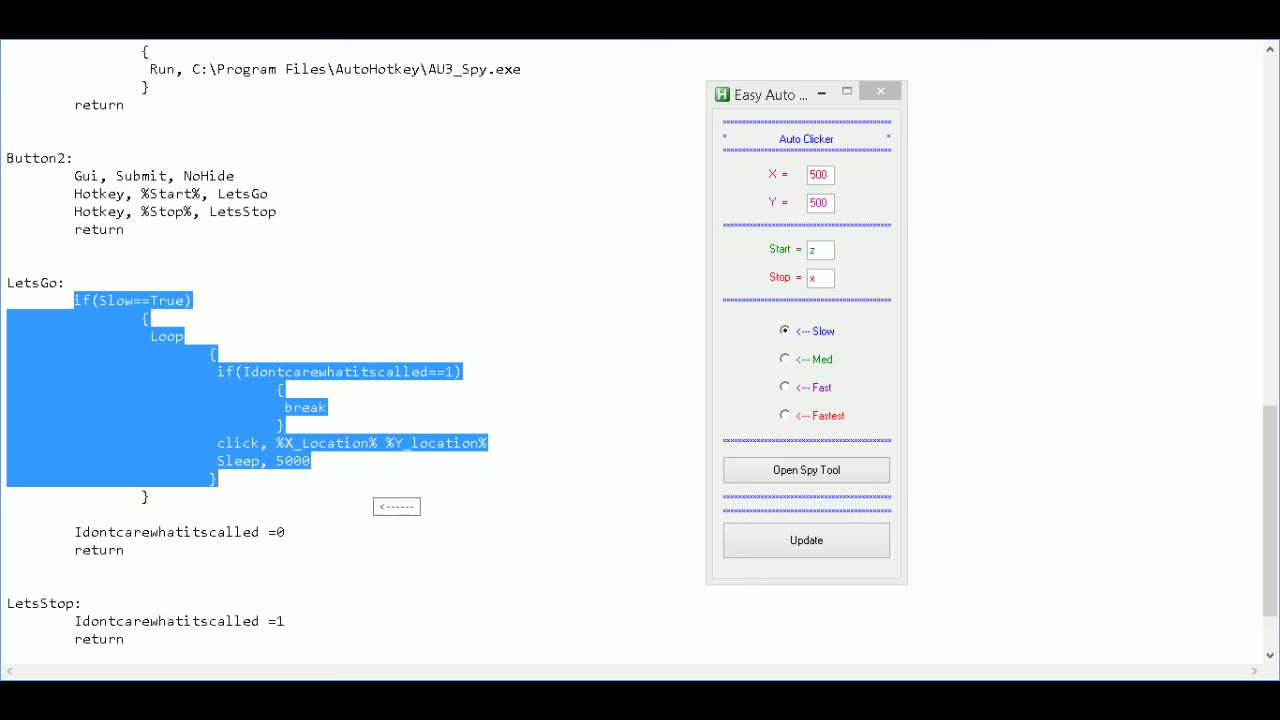 {
Run, C:\Program Files\AutoHotkey\AU3_Spy.exe
}
return
Button2:
Gui, Submit, NoHide
Hotkey, %Start%, LetsGo
Hotkey, %Stop%, LetsStop
return
LetsGo:
if(Slow==True)
{
Loop
{
if(Idontcarewhatitscalled==1)
{
break
}
click, %X_Location% %Y_location%
Sleep, 5000
}
}
<------
Idontcarewhatitscalled =0
return
LetsStop:
Idontcarewhatitscalled =1
return
H Easy Auto ...
* Auto Clicker *
X = 500
Y = 500
Start = z
Stop = x
<--- Slow
<--- Med
<--- Fast
<--- Fastest
Open Spy Tool
Update